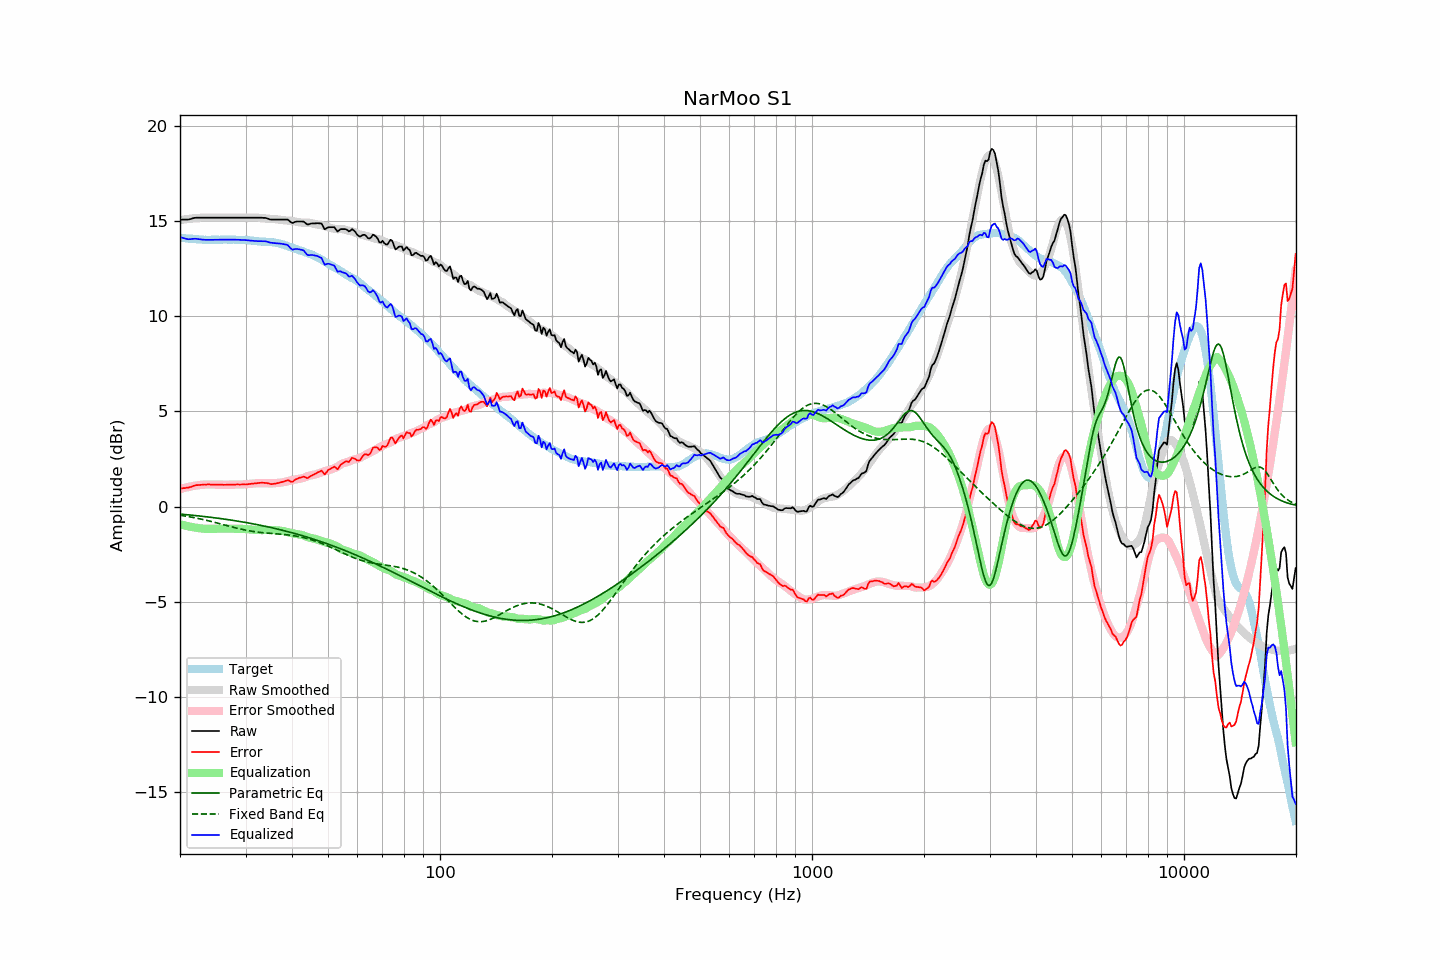 NarMoo S1
Amplitude (dBr)
20
15
10
5
0
−5
−10
−15
Target
Raw Smoothed
Error Smoothed
Raw
Error
Equalization
Parametric Eq
Fixed Band Eq
Equalized
100
1000
10000
Frequency (Hz)